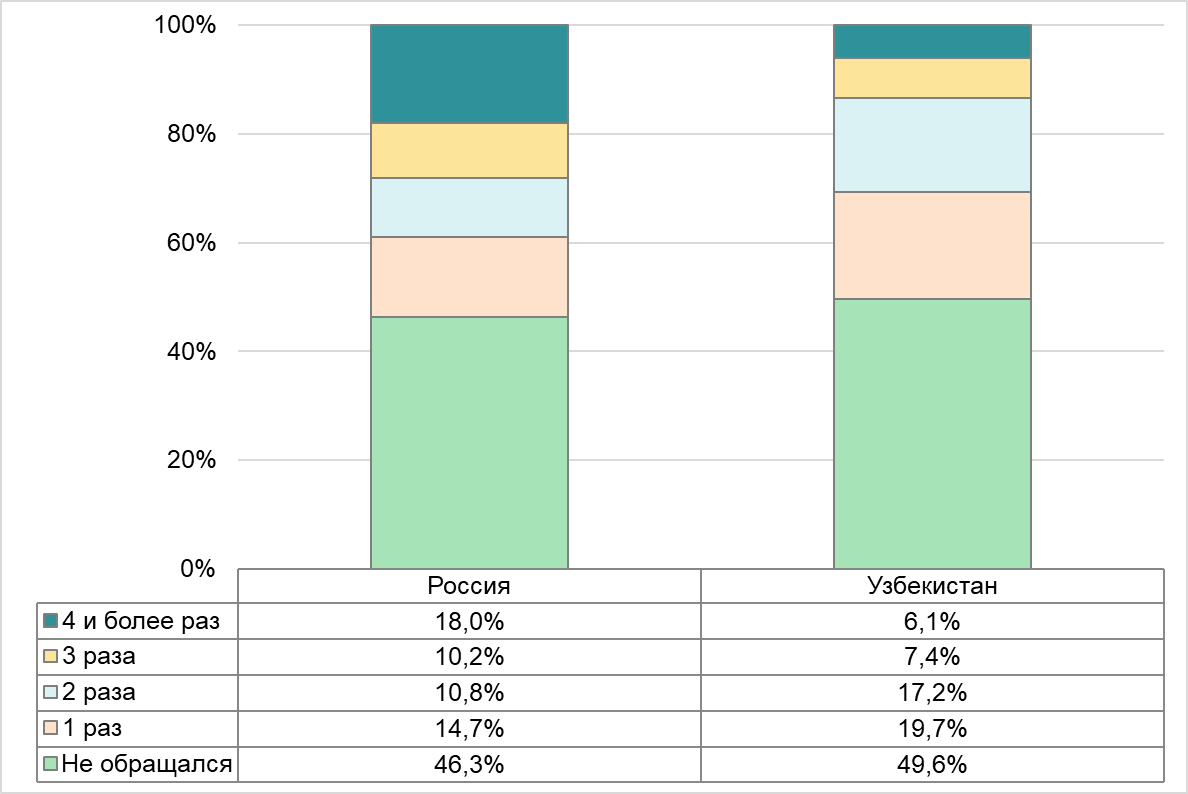 100%
80%
60%
40%
20%
0%
Россия Узбекистан
4 и более раз 18,0% 6,1%
3 раза 10,2% 7,4%
2 раза 10,8% 17,2%
1 раз 14,7% 19,7%
Не обращался 46,3% 49,6%